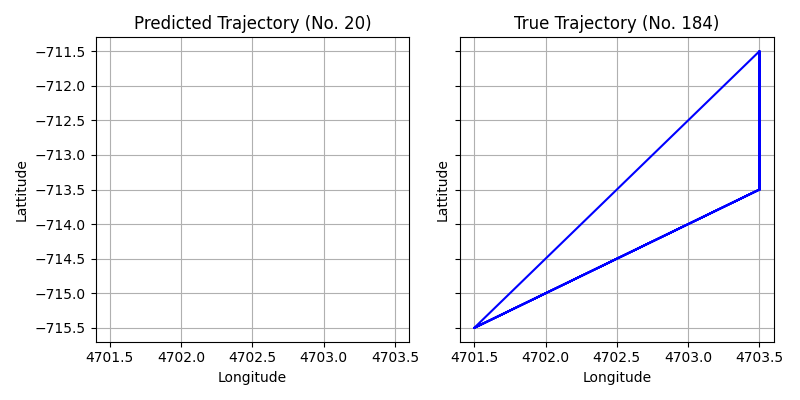 Predicted Trajectory (No. 20)
True Trajectory (No. 184)
−711.5
−712.0
−712.5
−713.0
−713.5
−714.0
−714.5
−715.0
−715.5
Lattitude
4701.5 4702.0 4702.5 4703.0 4703.5
Longitude
Lattitude
4701.5 4702.0 4702.5 4703.0 4703.5
Longitude